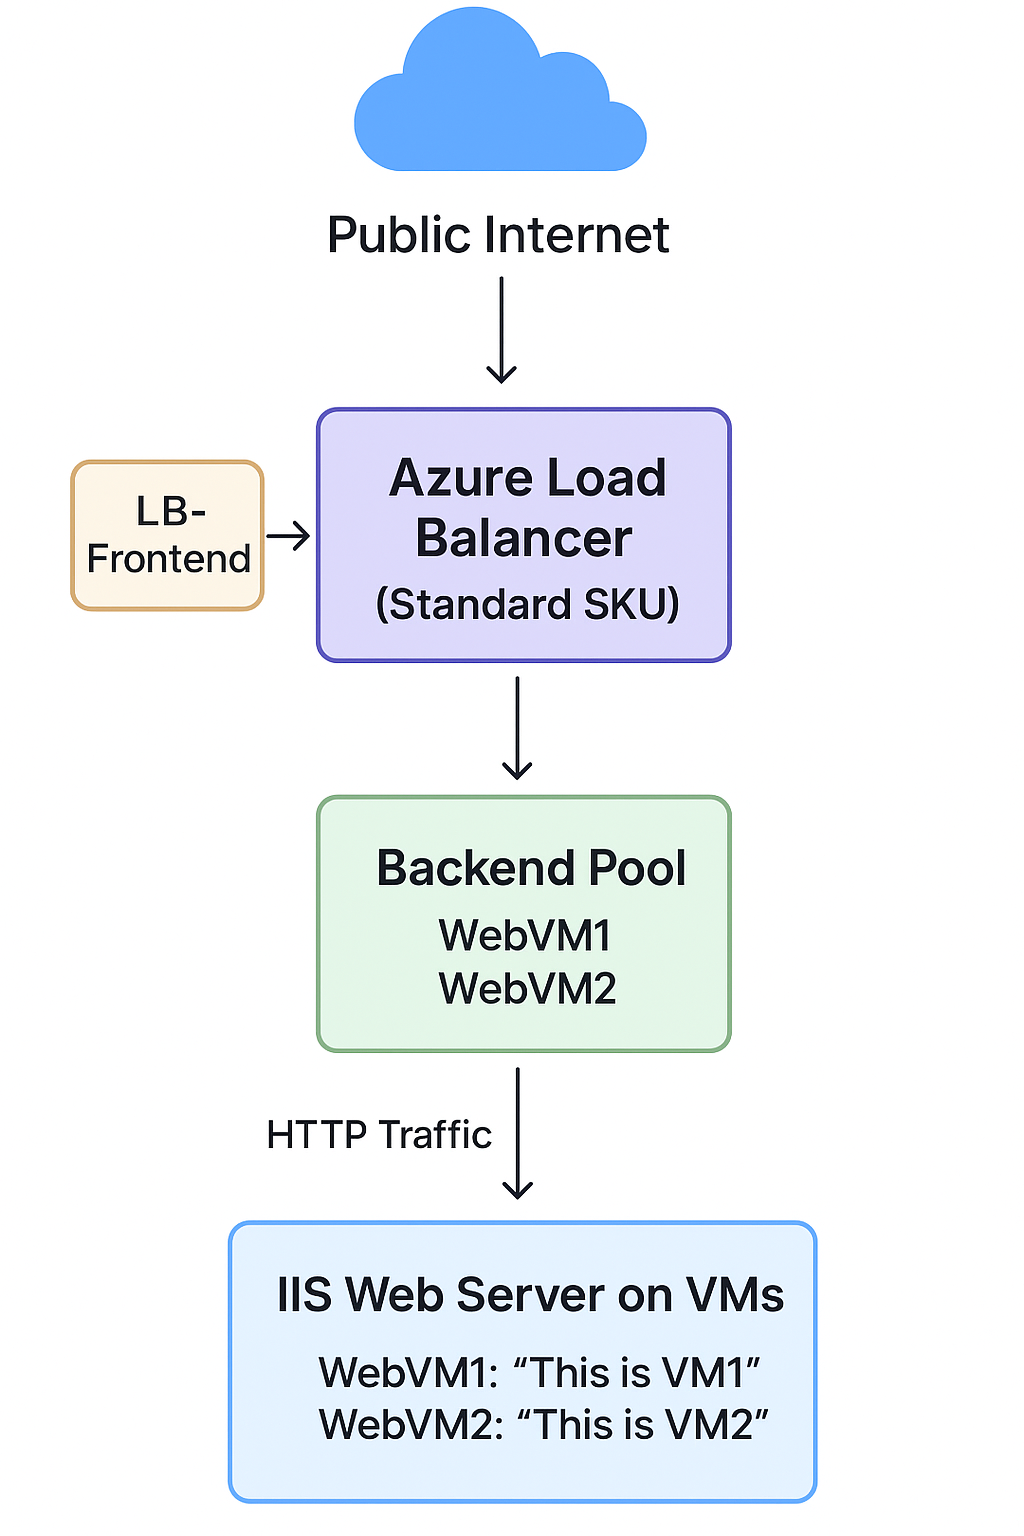 Public Internet
LB-
Frontend
Azure Load
Balancer
(Standard SKU)
Backend Pool
WebVM1
WebVM2
HTTP Traffic
IIS Web Server on VMs
WebVM1: “This is VM1”
WebVM2: “This is VM2”